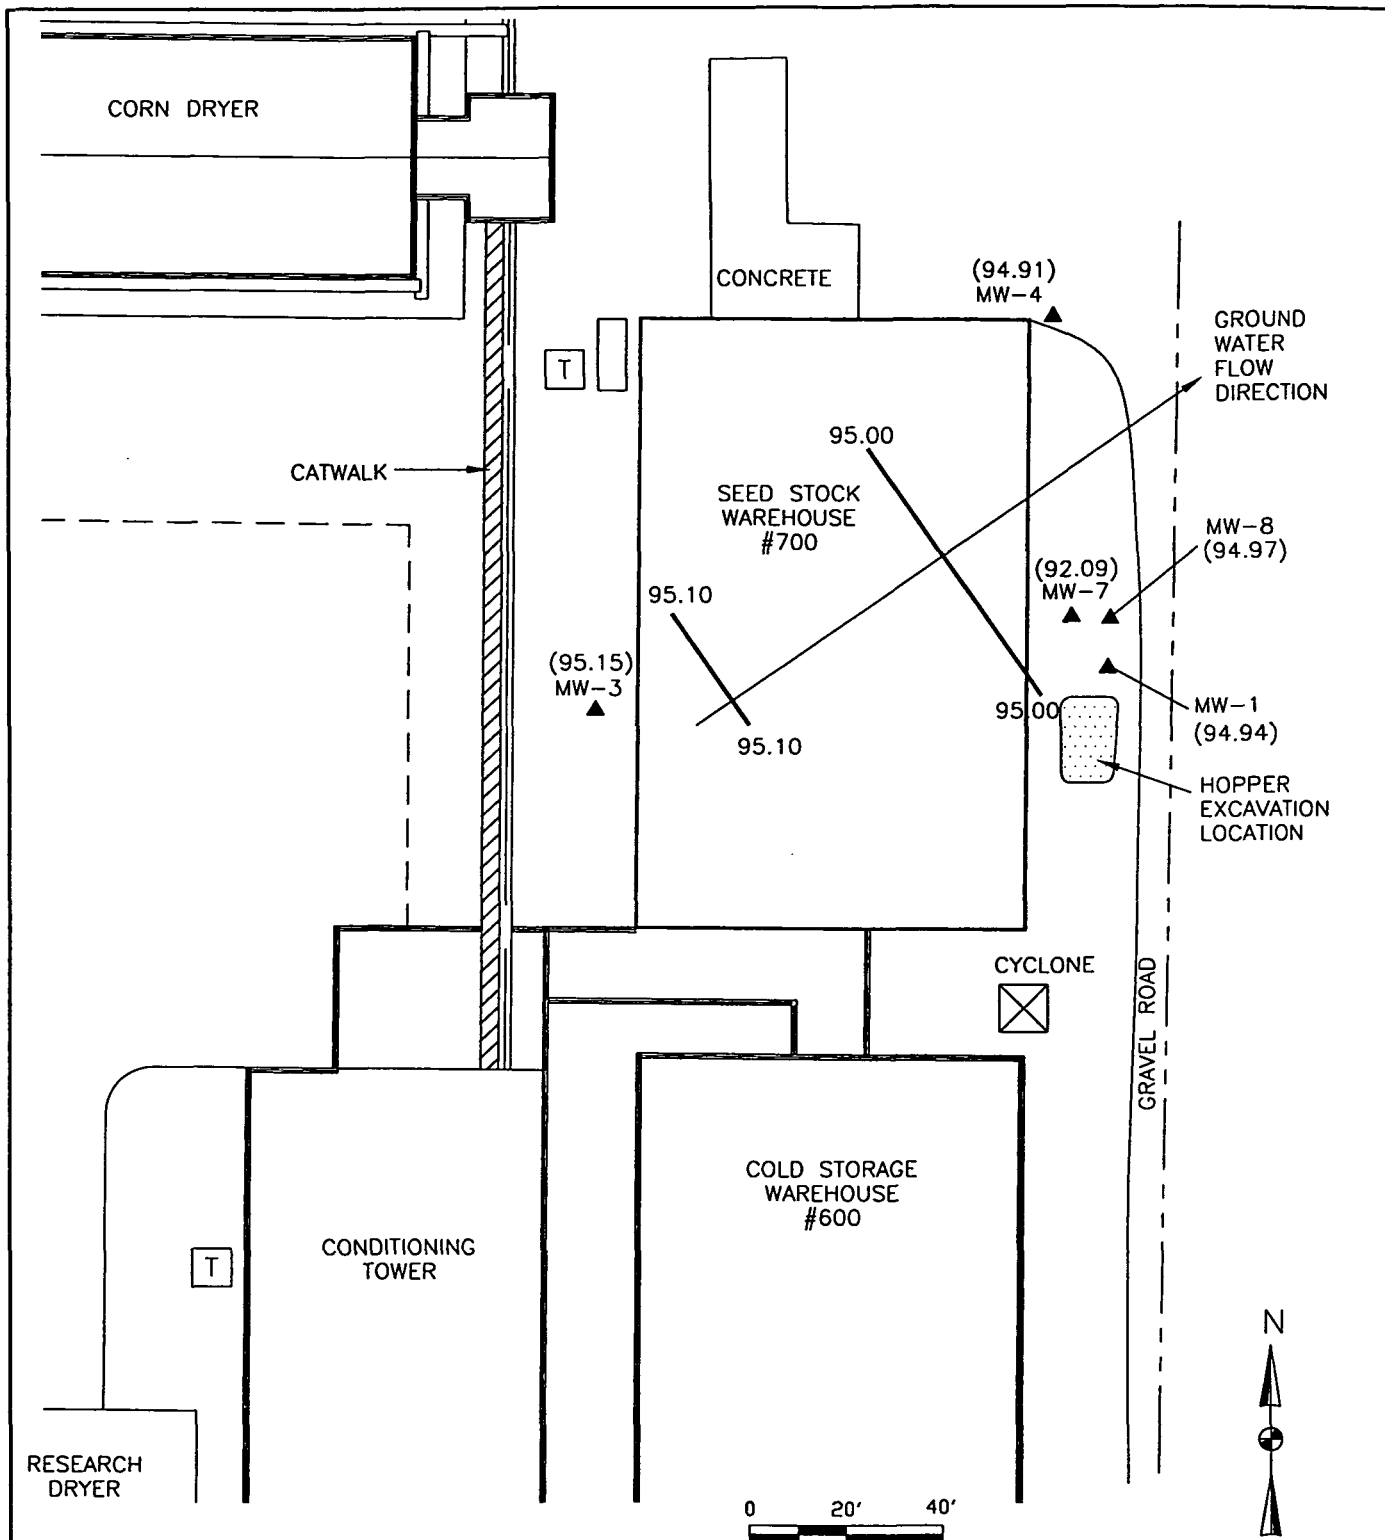 CORN DRYER
CONCRETE
(94.91)
MW-4
GROUND
WATER
FLOW
DIRECTION
T
95.00
CATWALK
SEED STOCK
WAREHOUSE
#700
MW-8
(94.97)
(92.09)
MW-7
95.10
(95.15)
MW-3
95.00
MW-1
(94.94)
95.10
HOPPER
EXCAVATION
LOCATION
CYCLONE
GRAVEL ROAD
COLD STORAGE
WAREHOUSE
#600
CONDITIONING
TOWER
T
N
RESEARCH
DRYER
0 20' 40'